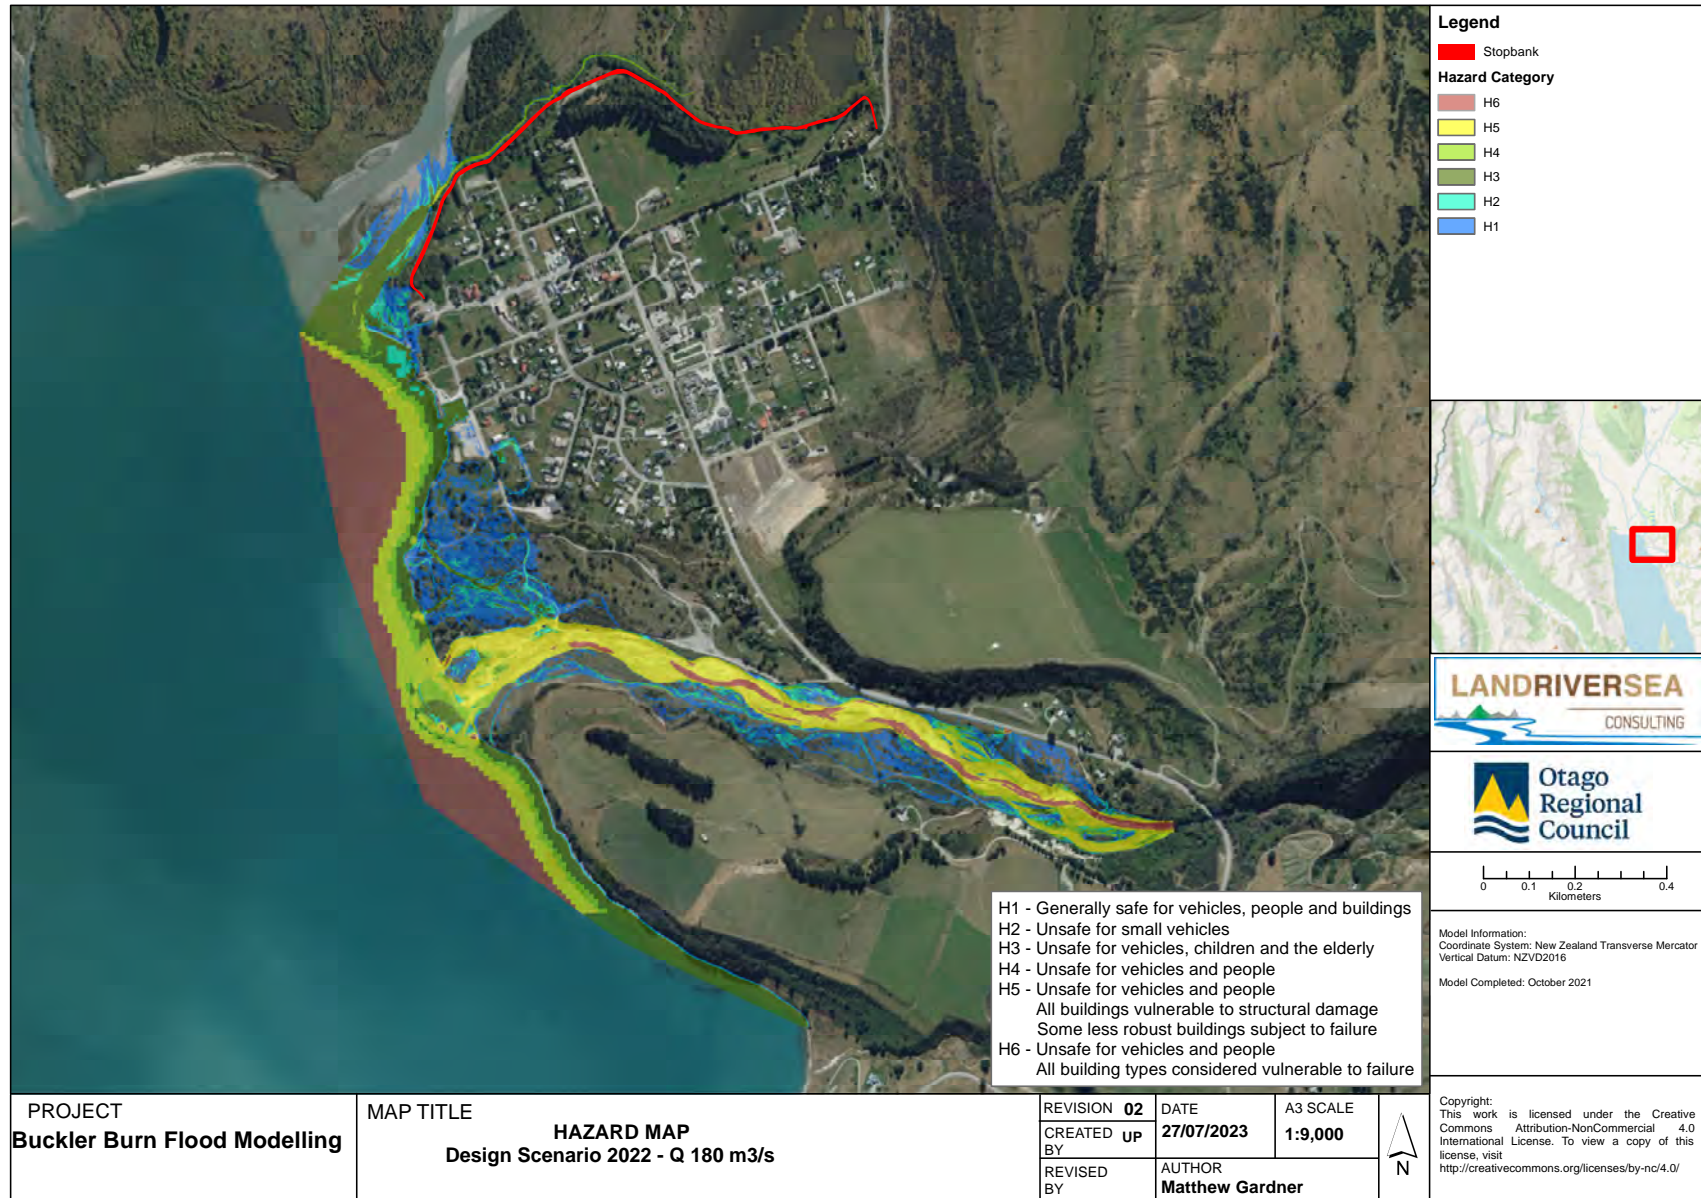 Legend
Stopbank
Hazard Category
H6
H5
H4
H3
H2
H1
LANDRIVERSEA
CONSULTING
Otago
Regional
Council
0 0.1 0.2 0.4
Kilometers
Model Information:
Coordinate System: New Zealand Transverse Mercator
Vertical Datum: NZVD2016
Model Completed: October 2021
Copyright:
This work is licensed under the Creative
Commons Attribution-NonCommercial 4.0
International License. To view a copy of this
license, visit
http://creativecommons.org/licenses/by-nc/4.0/
H1 - Generally safe for vehicles, people and buildings
H2 - Unsafe for small vehicles
H3 - Unsafe for vehicles, children and the elderly
H4 - Unsafe for vehicles and people
H5 - Unsafe for vehicles and people
All buildings vulnerable to structural damage
Some less robust buildings subject to failure
H6 - Unsafe for vehicles and people
All building types considered vulnerable to failure
PROJECT
Buckler Burn Flood Modelling
MAP TITLE
HAZARD MAP
Design Scenario 2022 - Q 180 m3/s
REVISION 02
CREATED BY UP
REVISED BY
DATE
27/07/2023
A3 SCALE
1:9,000
AUTHOR
Matthew Gardner
N